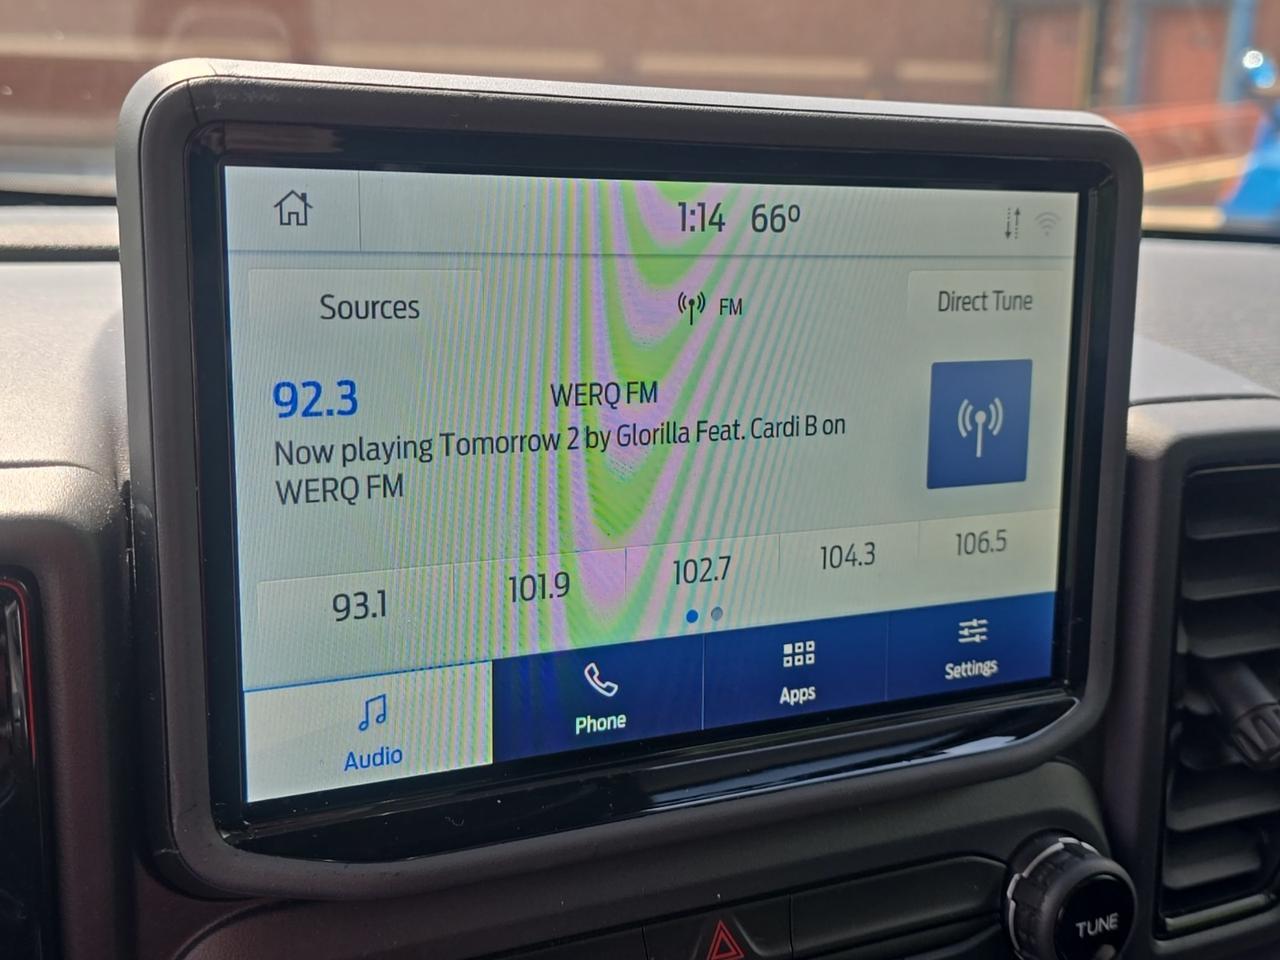 1:14 66°
Sources
FM
Direct Tune
92.3
WERQ FM
Now playing Tomorrow 2 by Glorilla Feat. Cardi B on
WERQ FM
93.1
101.9
102.7
104.3
106.5
Audio
Phone
Apps
Settings
TUNE